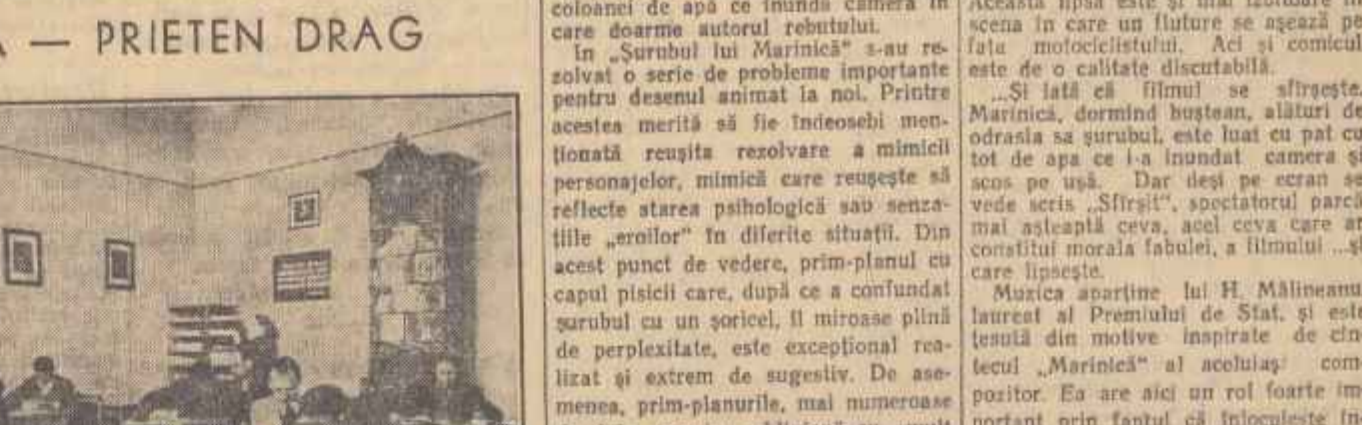 — PRIETEN DRAG
coloanei de apă ce inundă camera în
care doarme autorul rebutului.
In „Șurubul lui Marinică" s-au re-
zolvat o serie de probleme importante
pentru desenul animat la noi. Printre
acestea merită să fie îndeosebi men-
ționată reușita rezolvare a mimicii
personajelor, mimică care reușește să
reflecte starea psihologică sau senza-
țiile „eroilor" în diferite situații. Din
acest punct de vedere, prim-planul cu
capul pisicii care, după ce a confundat
șurubul cu un șoricel, îl miroase plină
de perplexitate, este excepțional rea-
lizat și extrem de sugestiv. De ase-
menea, prim-planurile, mai numeroase
Această lipsă este și mai izbitoare în
scena în care un fluture se așează pe
fața motociclistului. Aci și comicul
este de o calitate discutabilă.
...Și iată că filmul se sfîrșește.
Marinică, dormind buștean, alături de
odrasla sa șurubul, este luat cu pat cu
tot de apa ce i-a inundat camera și
scos pe ușă. Dar deși pe ecran se
vede scris „Sfîrșit", spectatorul parcă
mai așteaptă ceva, acel ceva care ar
constitui morala fabulei, a filmului ...și
care lipsește.
Muzica aparține lui H. Mălineanu
laureat al Premiului de Stat, și este
țesută din motive inspirate de cîn
tecul „Marinică" al aceluiaș com
pozitor. Ea are aici un rol foarte im
portant prin faptul că înlocuiește în